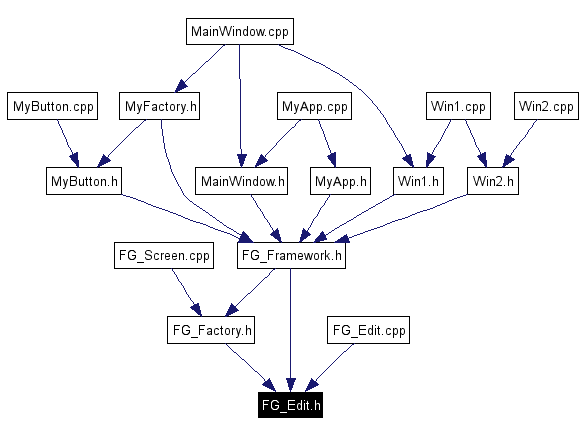 MainWindow.cpp
MyButton.cpp
MyFactory.h
MyApp.cpp
Win1.cpp
Win2.cpp
MyButton.h
MainWindow.h
MyApp.h
Win1.h
Win2.h
FG_Screen.cpp
FG_Framework.h
FG_Factory.h
FG_Edit.cpp
FG_Edit.h